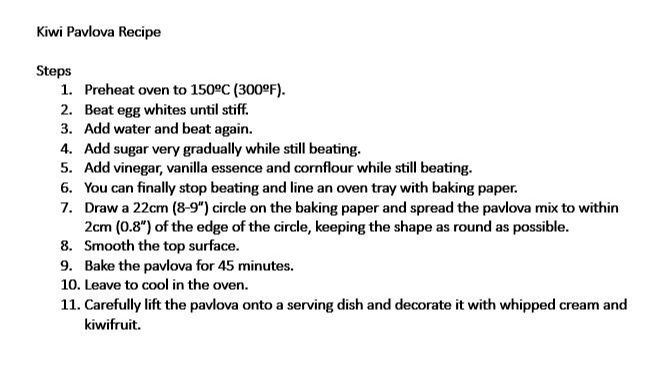 Kiwi Pavlova Recipe
Steps
1. Preheat oven to 150ºC (300ºF).
2. Beat egg whites until stiff.
3. Add water and beat again.
4. Add sugar very gradually while still beating.
5. Add vinegar, vanilla essence and cornflour while still beating.
6. You can finally stop beating and line an oven tray with baking paper.
7. Draw a 22cm (8-9") circle on the baking paper and spread the pavlova mix to within
2cm (0.8") of the edge of the circle, keeping the shape as round as possible.
8. Smooth the top surface.
9. Bake the pavlova for 45 minutes.
10. Leave to cool in the oven.
11. Carefully lift the pavlova onto a serving dish and decorate it with whipped cream and
kiwifruit.